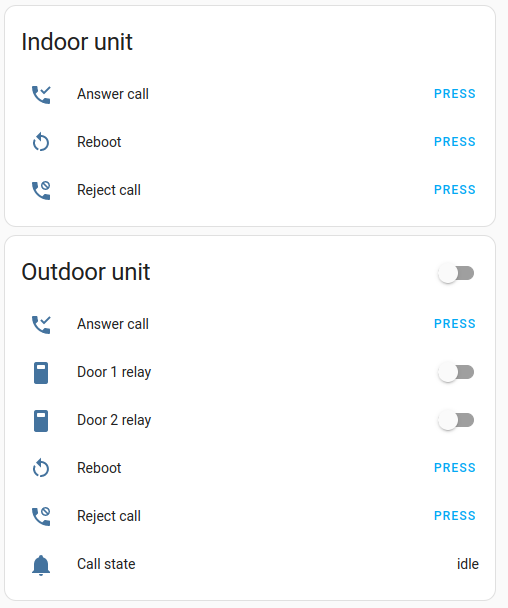 Indoor unit
Answer call PRESS
Reboot PRESS
Reject call PRESS
Outdoor unit
Answer call PRESS
Door 1 relay
Door 2 relay
Reboot PRESS
Reject call PRESS
Call state idle